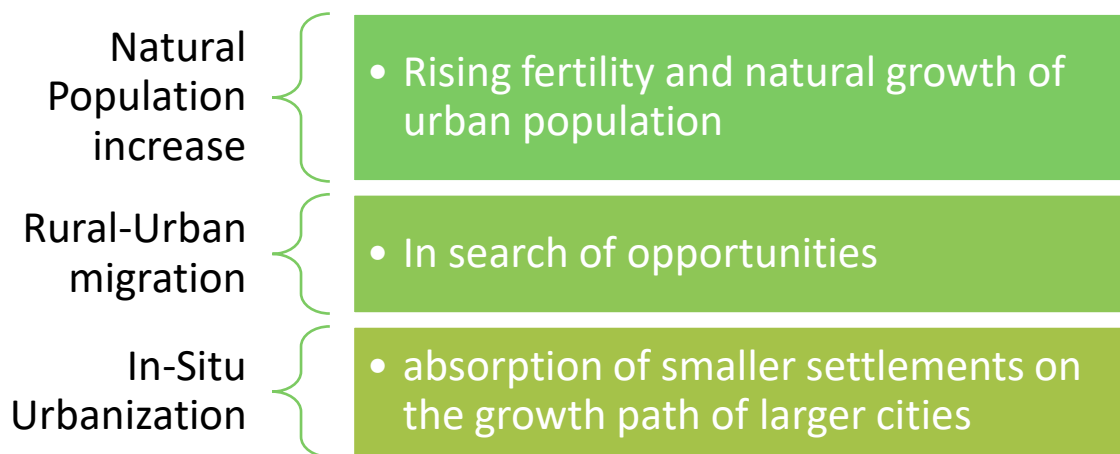 Natural
Population
increase
• Rising fertility and natural growth of
urban population
Rural-Urban
migration
• In search of opportunities
In-Situ
Urbanization
• absorption of smaller settlements on
the growth path of larger cities